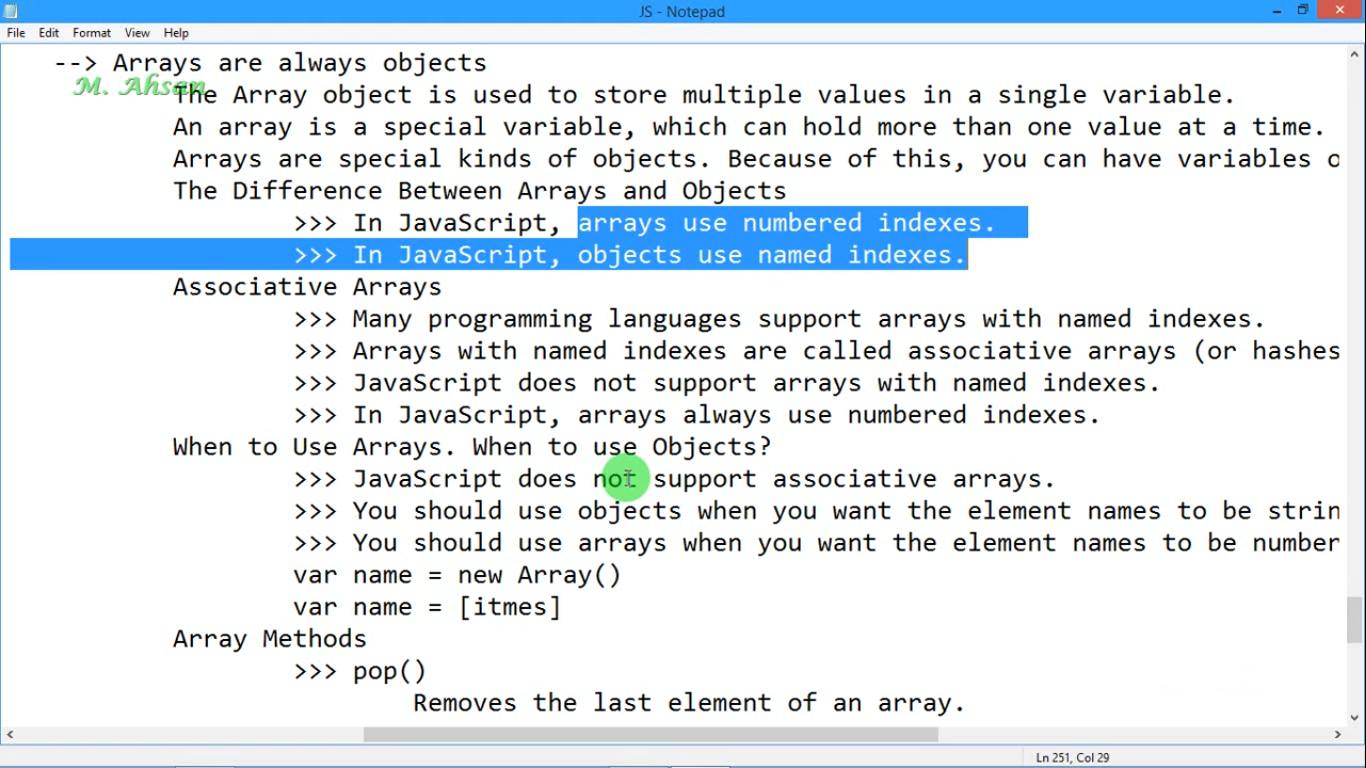 JS - Notepad
File Edit Format View Help
--> Arrays are always objects
M. Ahsan
The Array object is used to store multiple values in a single variable.
An array is a special variable, which can hold more than one value at a time.
Arrays are special kinds of objects. Because of this, you can have variables o
The Difference Between Arrays and Objects
>>> In JavaScript, arrays use numbered indexes.
>>> In JavaScript, objects use named indexes.
Associative Arrays
>>> Many programming languages support arrays with named indexes.
>>> Arrays with named indexes are called associative arrays (or hashes
>>> JavaScript does not support arrays with named indexes.
>>> In JavaScript, arrays always use numbered indexes.
When to Use Arrays. When to use Objects?
>>> JavaScript does not support associative arrays.
>>> You should use objects when you want the element names to be strin
>>> You should use arrays when you want the element names to be number
var name = new Array()
var name = [itmes]
Array Methods
>>> pop()
Removes the last element of an array.
Ln 251, Col 29